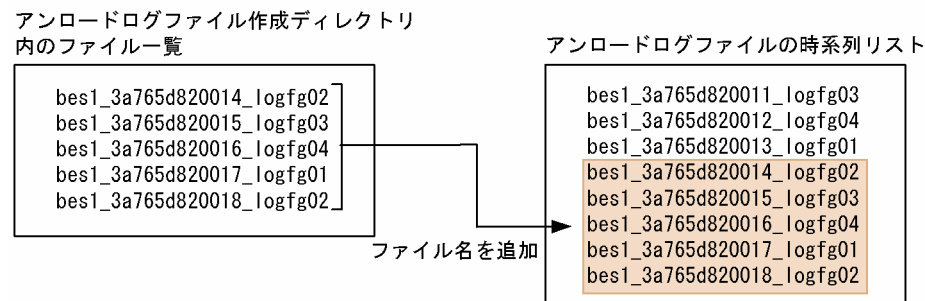 アンロードログファイル作成ディレクトリ
内のファイル一覧
bes1_3a765d820014_logfg02
bes1_3a765d820015_logfg03
bes1_3a765d820016_logfg04
bes1_3a765d820017_logfg01
bes1_3a765d820018_logfg02
ファイル名を追加
アンロードログファイルの時系列リスト
bes1_3a765d820011_logfg03
bes1_3a765d820012_logfg04
bes1_3a765d820013_logfg01
bes1_3a765d820014_logfg02
bes1_3a765d820015_logfg03
bes1_3a765d820016_logfg04
bes1_3a765d820017_logfg01
bes1_3a765d820018_logfg02